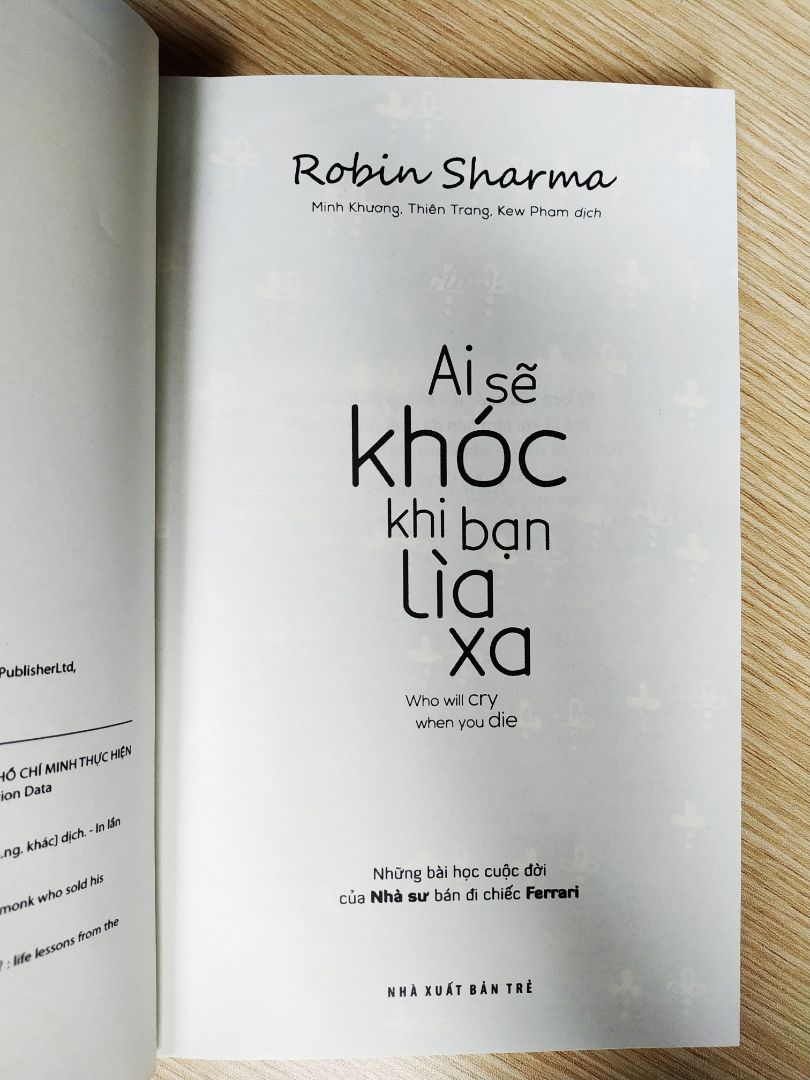 PublisherLtd,
HỒ CHÍ MINH THỰC HIỆN
ion Data
.ng. khác] dịch. - In lần
monk who sold his
? : life lessons from the
Robin Sharma
Minh Khương, Thiên Trang, Kew Pham dịch
Ai sẽ
khóc
khi bạn
lìa
xa
Who will cry
when you die
Những bài học cuộc đời
của Nhà sư bán đi chiếc Ferrari
NHÀ XUẤT BẢN TRẺ